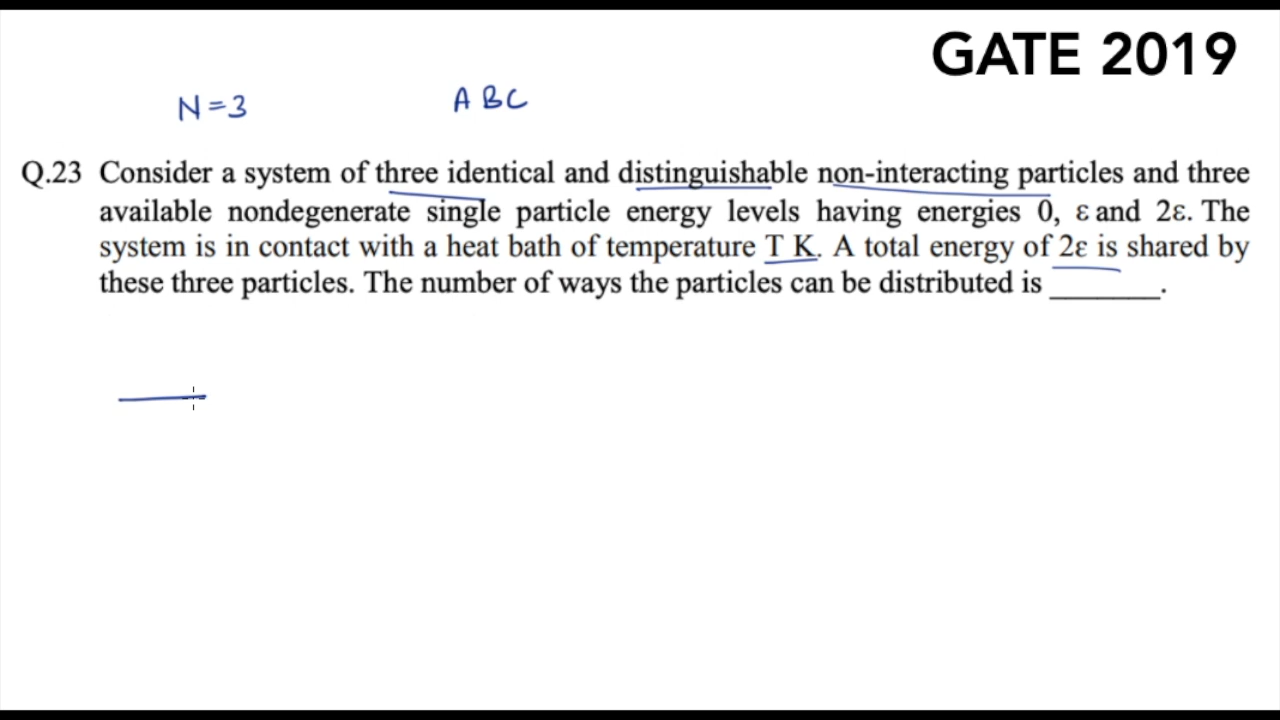 GATE 2019
N=3 ABC
Q.23 Consider a system of three identical and distinguishable non-interacting particles and three
available nondegenerate single particle energy levels having energies 0, ε and 2ε. The
system is in contact with a heat bath of temperature T K. A total energy of 2ε is shared by
these three particles. The number of ways the particles can be distributed is ________.